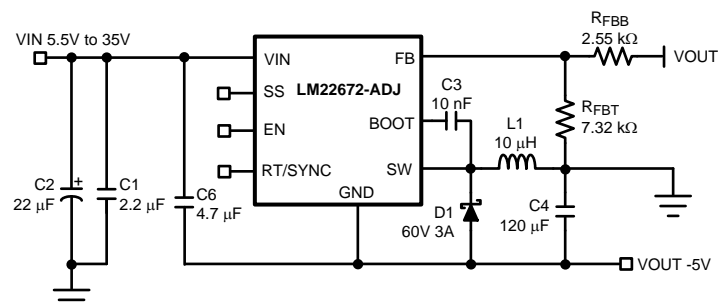 VIN 5.5V to 35V
VIN
FB
RFBB
2.55 kΩ
VOUT
SS
LM22672-ADJ
C3
10 nF
EN
BOOT
L1
10 μH
RFBT
7.32 kΩ
RT/SYNC
SW
GND
C2
22 μF
+
C1
2.2 μF
C6
4.7 μF
D1
60V 3A
C4
120 μF
VOUT -5V